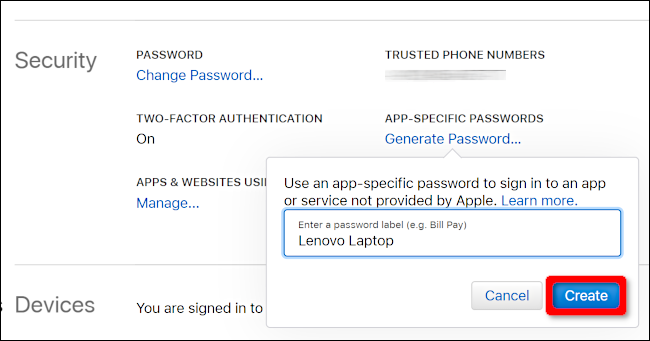 Security
PASSWORD
Change Password...
TRUSTED PHONE NUMBERS
TWO-FACTOR AUTHENTICATION
On
APP-SPECIFIC PASSWORDS
Generate Password...
APPS & WEBSITES USI
Manage...
Use an app-specific password to sign in to an app
or service not provided by Apple. Learn more.
Enter a password label (e.g. Bill Pay)
Lenovo Laptop
Cancel
Create
Devices
You are signed in to